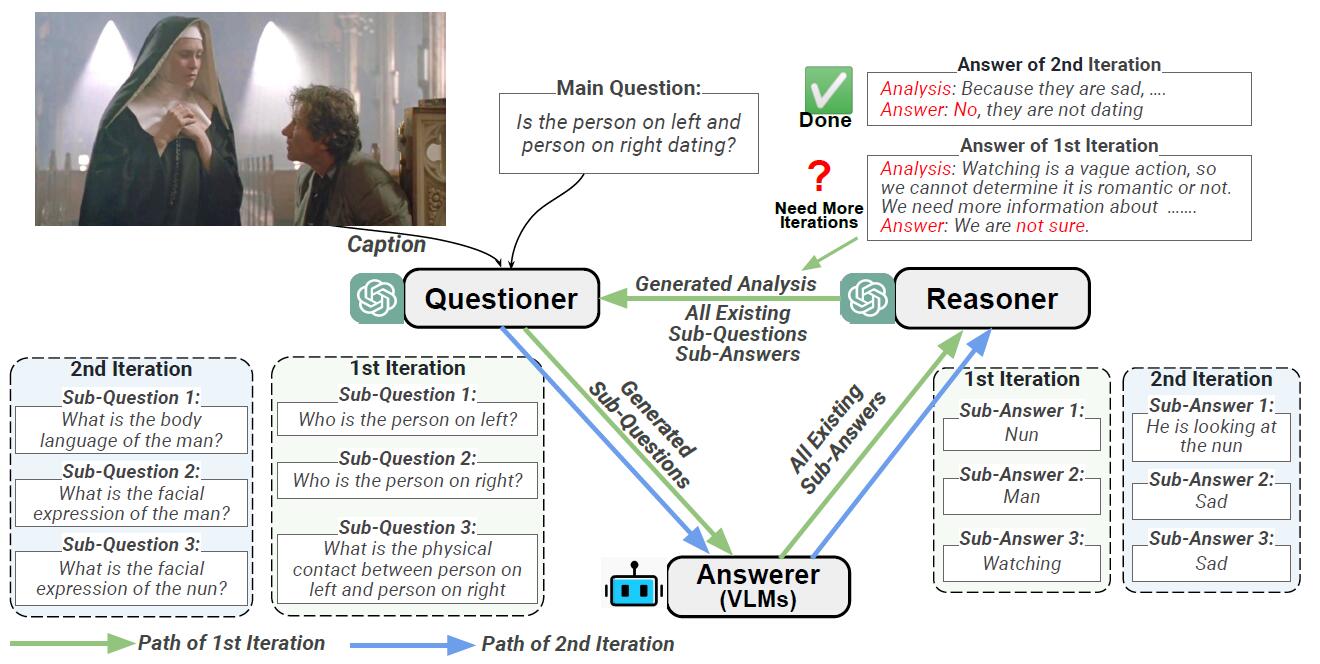 Main Question:
Is the person on left and
person on right dating?
Done
Answer of 2nd Iteration
Analysis: Because they are sad, ....
Answer: No, they are not dating
?
Need More
Iterations
Answer of 1st Iteration
Analysis: Watching is a vague action, so
we cannot determine it is romantic or not.
We need more information about .......
Answer: We are not sure.
Caption
Questioner
Generated Analysis
All Existing
Sub-Questions
Sub-Answers
Reasoner
2nd Iteration
Sub-Question 1:
What is the body
language of the man?
Sub-Question 2:
What is the facial
expression of the man?
Sub-Question 3:
What is the facial
expression of the nun?
1st Iteration
Sub-Question 1:
Who is the person on left?
Sub-Question 2:
Who is the person on right?
Sub-Question 3:
What is the physical
contact between person on
left and person on right
Generated
Sub-Questions
All Existing
Sub-Answers
1st Iteration
Sub-Answer 1:
Nun
Sub-Answer 2:
Man
Sub-Answer 3:
Watching
2nd Iteration
Sub-Answer 1:
He is looking at
the nun
Sub-Answer 2:
Sad
Sub-Answer 3:
Sad
Answerer
(VLMs)
Path of 1st Iteration
Path of 2nd Iteration